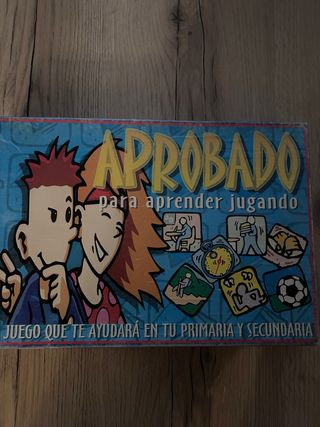 APROBADO
para aprender jugando
JUEGO QUE TE AYUDARÁ EN TU PRIMARIA Y SECUNDARIA